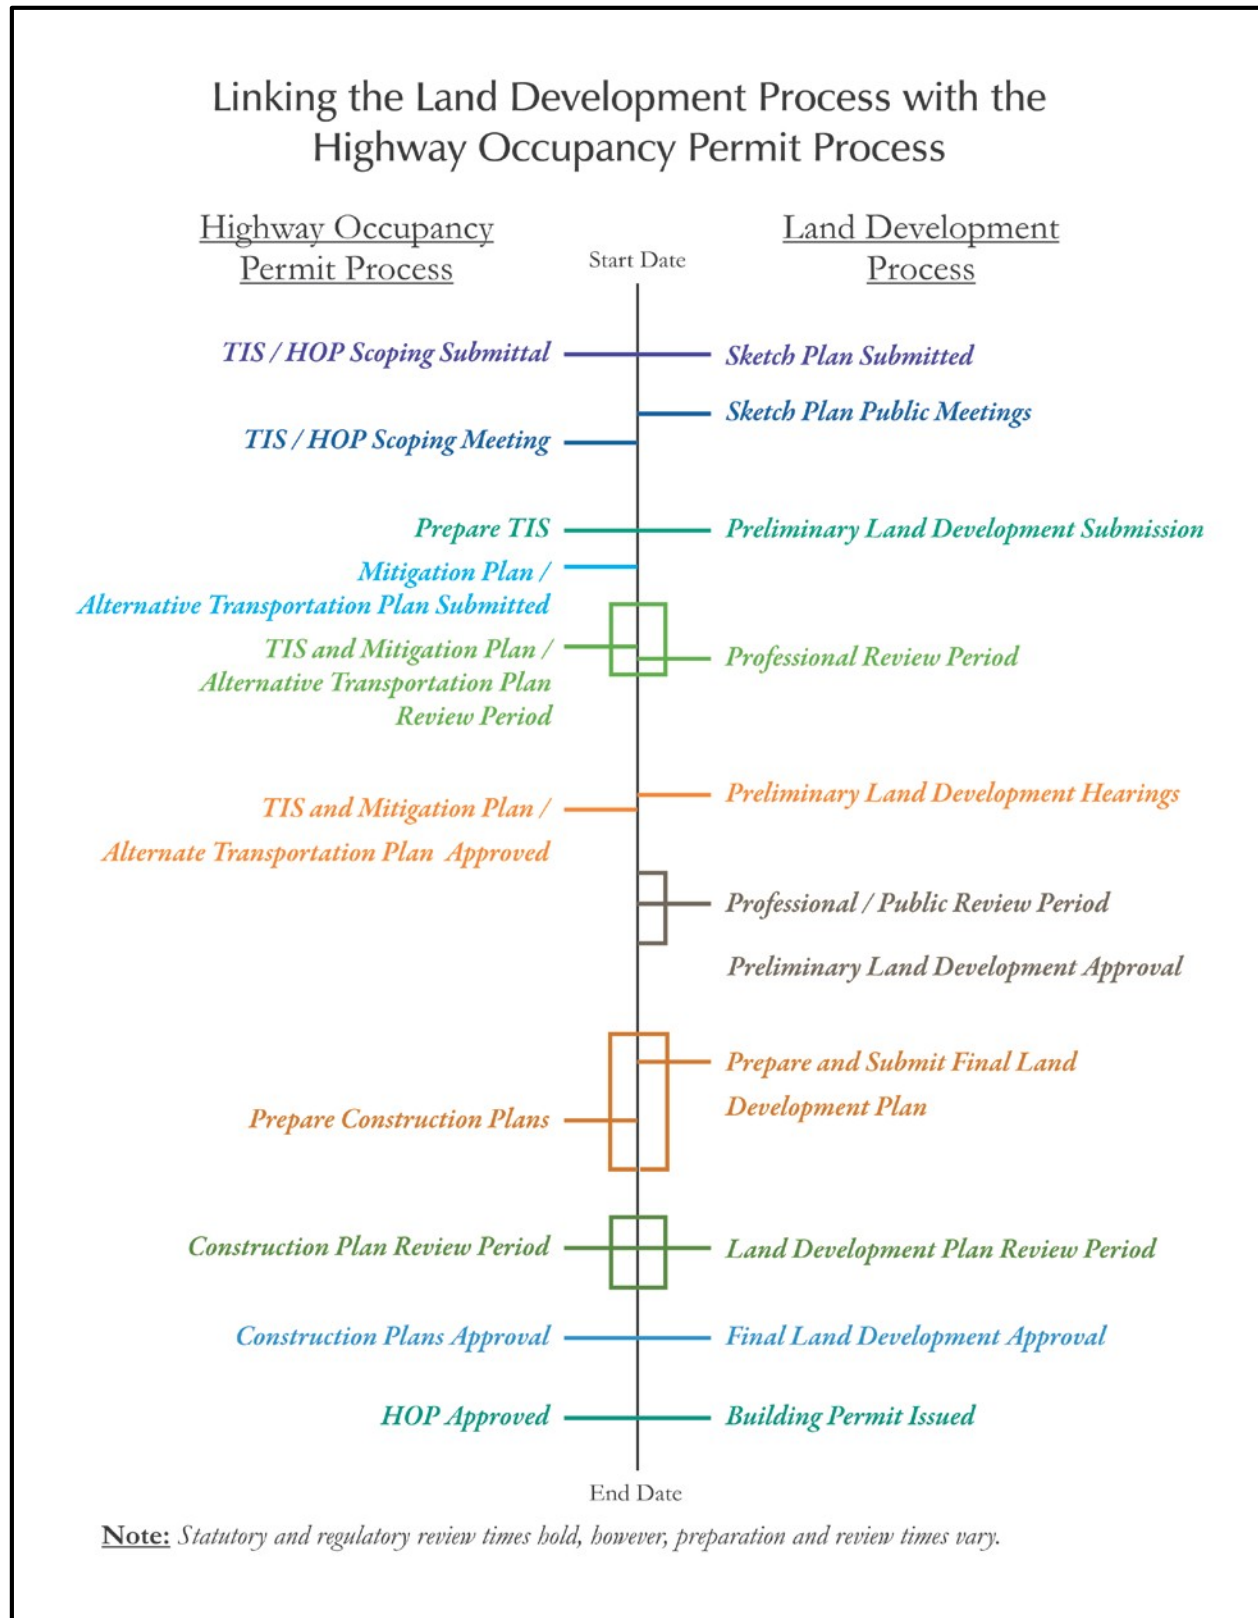 Linking the Land Development Process with the
Highway Occupancy Permit Process
Highway Occupancy
Permit Process
Start Date
Land Development
Process
TIS / HOP Scoping Submittal
Sketch Plan Submitted
Sketch Plan Public Meetings
TIS / HOP Scoping Meeting
Prepare TIS
Preliminary Land Development Submission
Mitigation Plan /
Alternative Transportation Plan Submitted
TIS and Mitigation Plan /
Alternative Transportation Plan
Review Period
Professional Review Period
Preliminary Land Development Hearings
TIS and Mitigation Plan /
Alternate Transportation Plan Approved
Professional / Public Review Period
Preliminary Land Development Approval
Prepare and Submit Final Land
Development Plan
Prepare Construction Plans
Construction Plan Review Period
Land Development Plan Review Period
Construction Plans Approval
Final Land Development Approval
HOP Approved
Building Permit Issued
End Date
Note: Statutory and regulatory review times hold, however, preparation and review times vary.